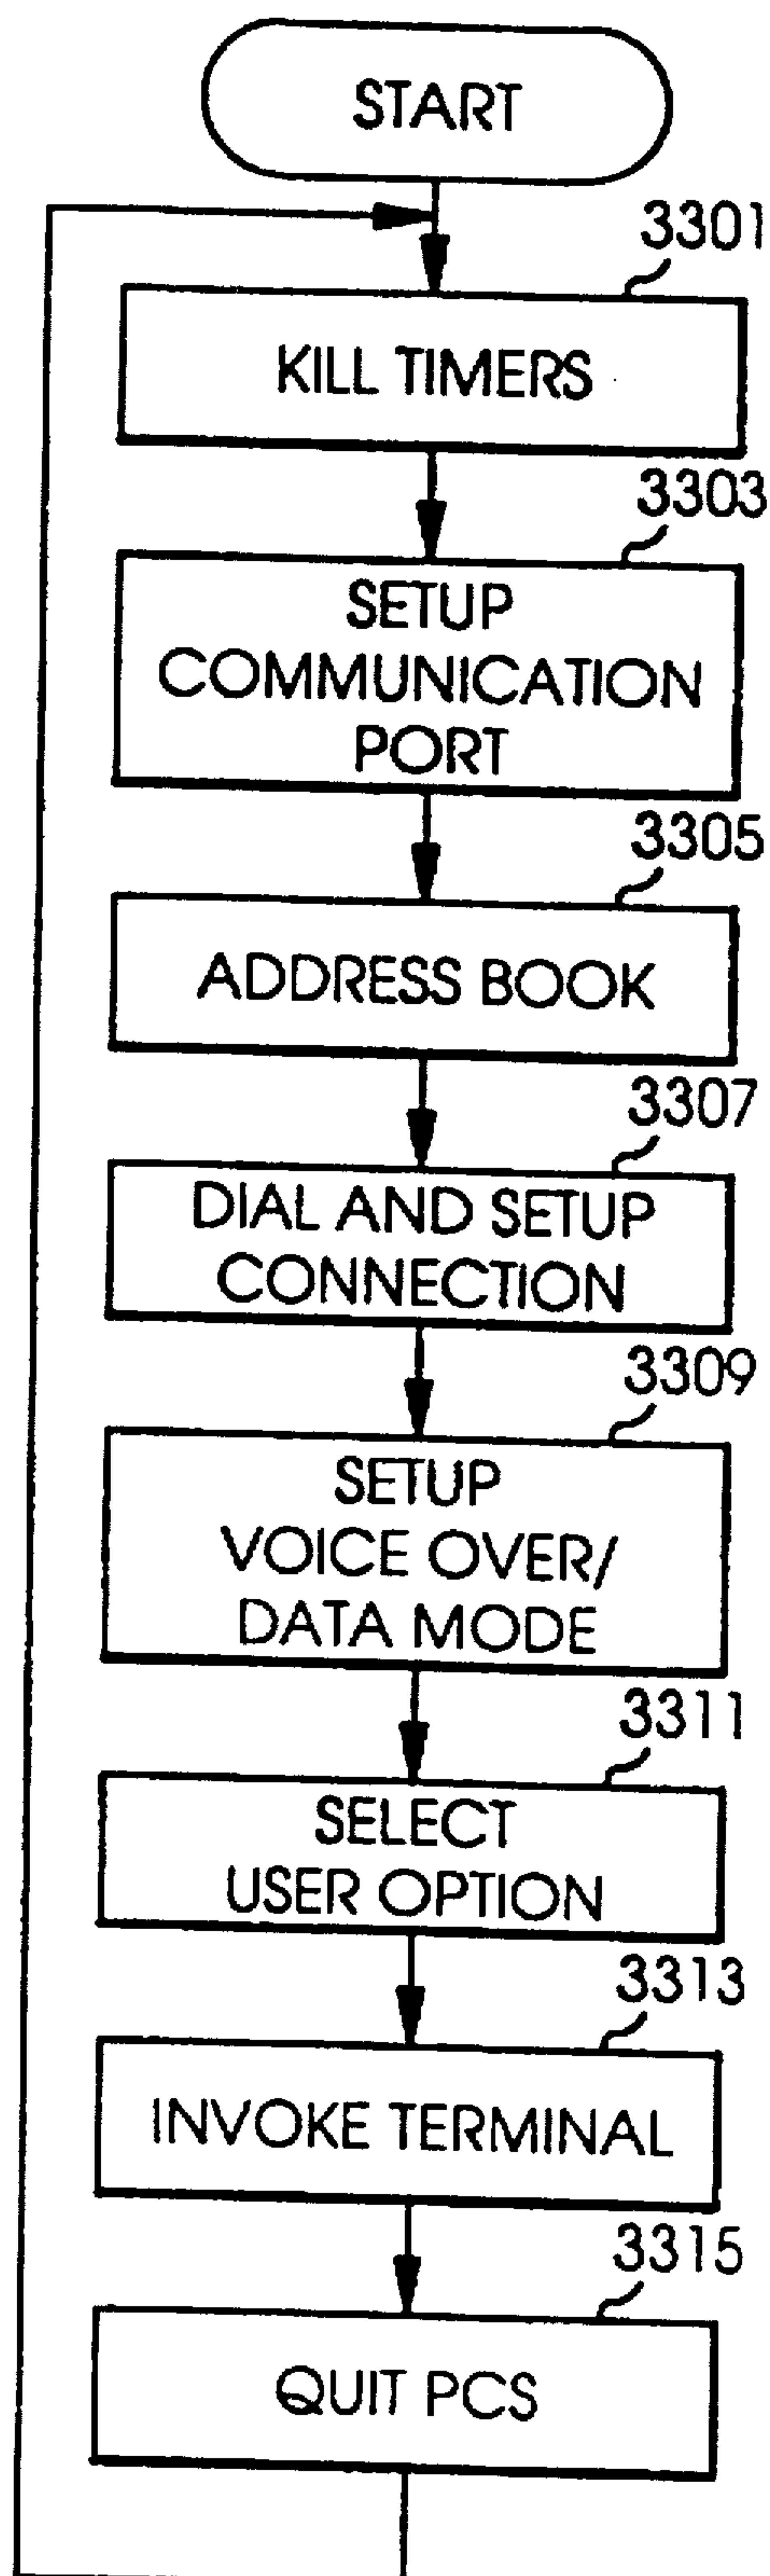 START
3301
KILL TIMERS
3303
SETUP
COMMUNICATION
PORT
3305
ADDRESS BOOK
3307
DIAL AND SETUP
CONNECTION
3309
SETUP
VOICE OVER/
DATA MODE
3311
SELECT
USER OPTION
3313
INVOKE TERMINAL
3315
QUIT PCS